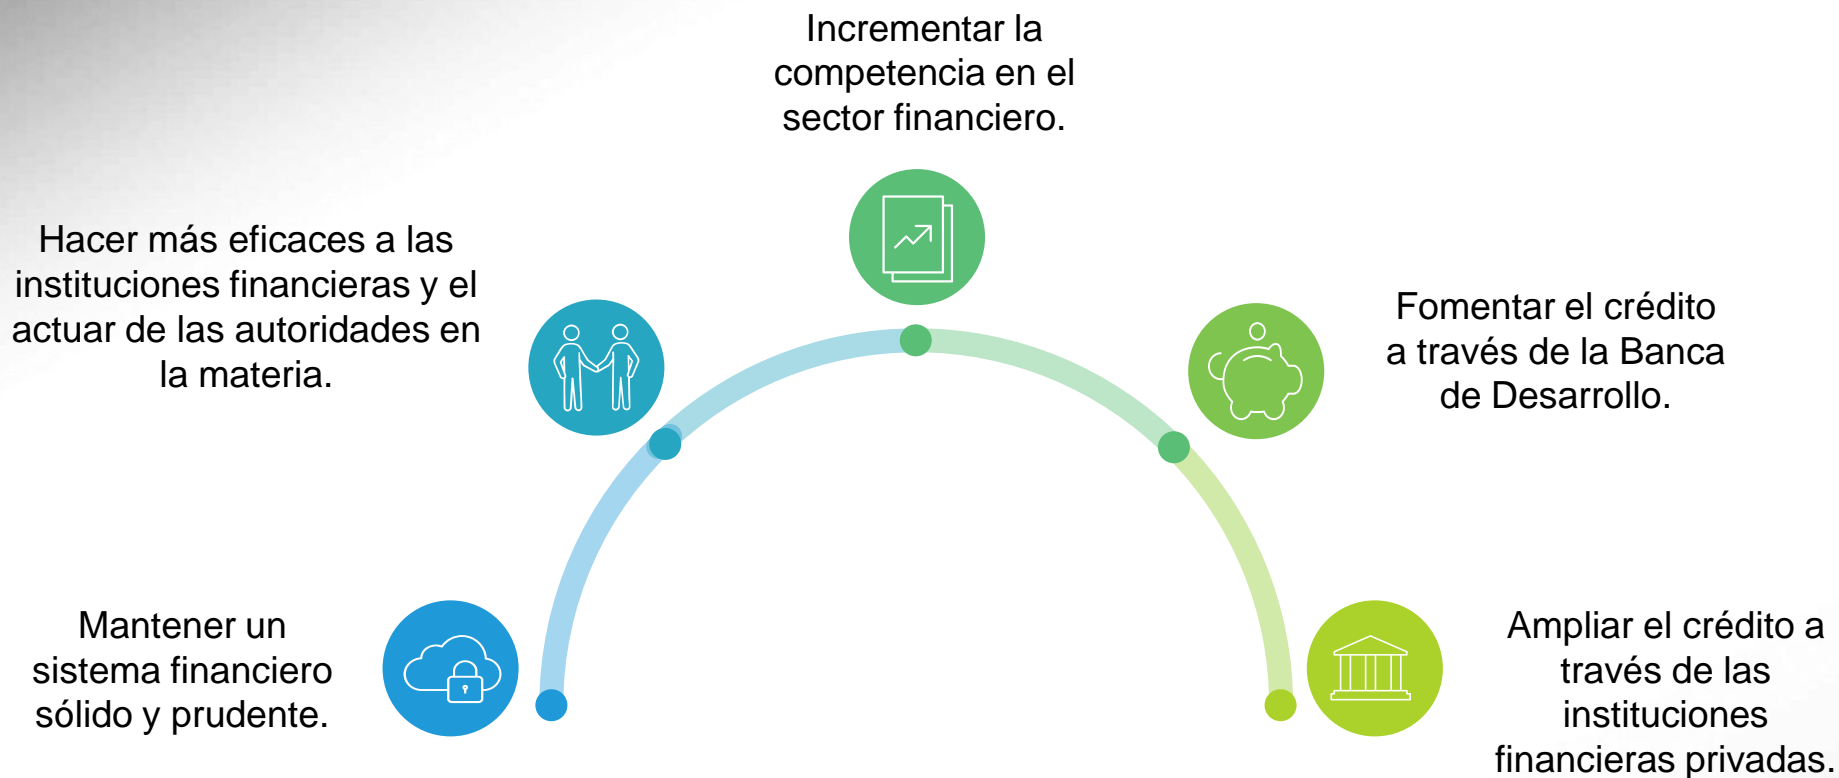 Incrementar la
competencia en el
sector financiero.
Hacer más eficaces a las
instituciones financieras y el
actuar de las autoridades en
la materia.
Fomentar el crédito
a través de la Banca
de Desarrollo.
Mantener un
sistema financiero
sólido y prudente.
Ampliar el crédito a
través de las
instituciones
financieras privadas.